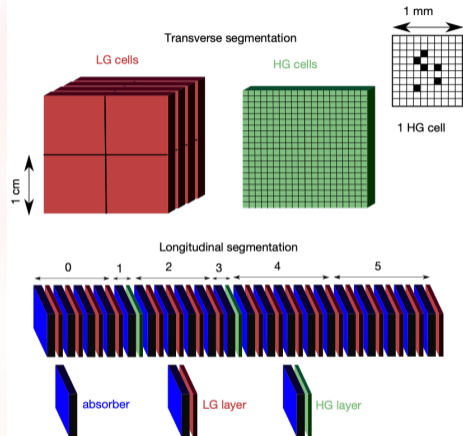 1 mm
Transverse segmentation
LG cells
HG cells
1 HG cell
1 cm
Longitudinal segmentation
0 1 2 3 4 5
absorber
LG layer
HG layer